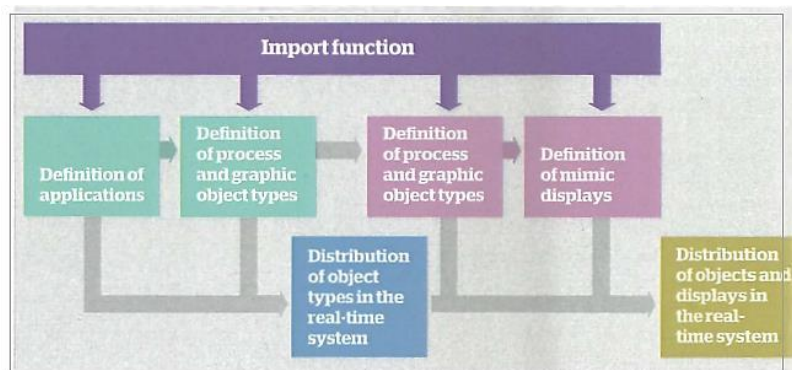 Import function
Definition of
applications
Definition
of process
and graphic
object types
Definition
of process
and graphic
object types
Definition
of mimic
displays
Distribution
of object
types in the
real-time
system
Distribution
of objects and
displays in
the real-
time system